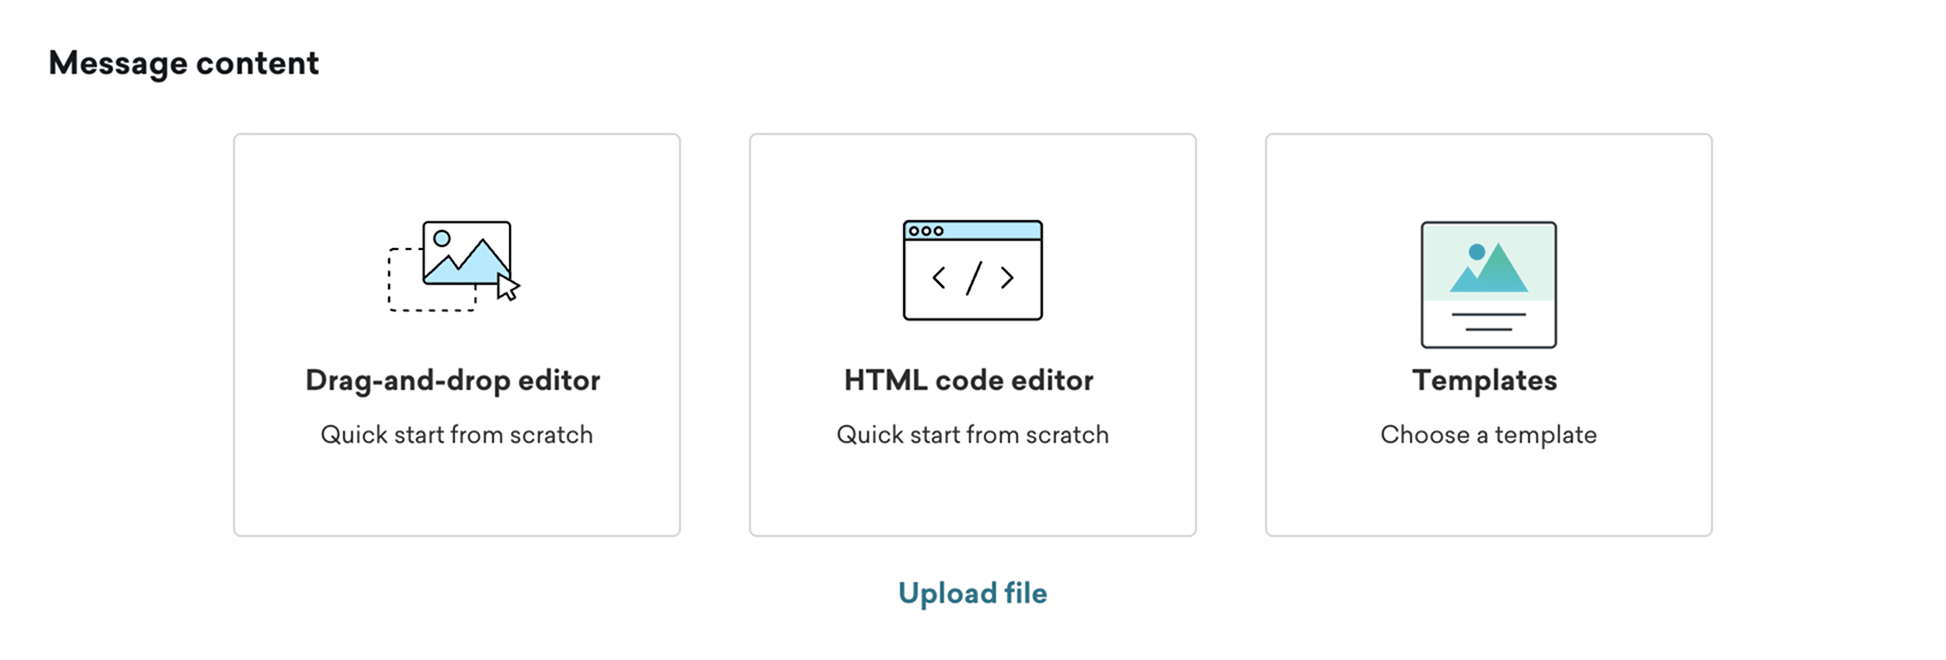 Message content
Drag-and-drop editor
Quick start from scratch
HTML code editor
Quick start from scratch
Templates
Choose a template
Upload file